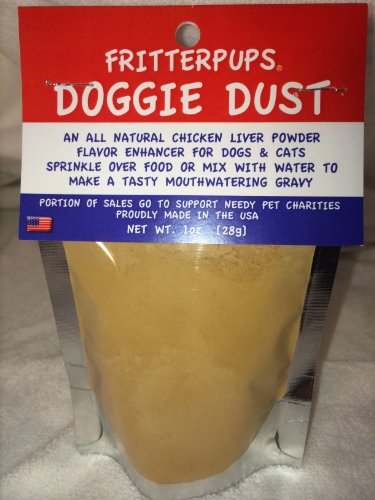 FRITTERPUPS®
DOGGIE DUST
AN ALL NATURAL CHICKEN LIVER POWDER
FLAVOR ENHANCER FOR DOGS & CATS
SPRINKLE OVER FOOD OR MIX WITH WATER TO
MAKE A TASTY MOUTHWATERING GRAVY
PORTION OF SALES GO TO SUPPORT NEEDY PET CHARITIES
PROUDLY MADE IN THE USA
NET WT. 1oz (28g)